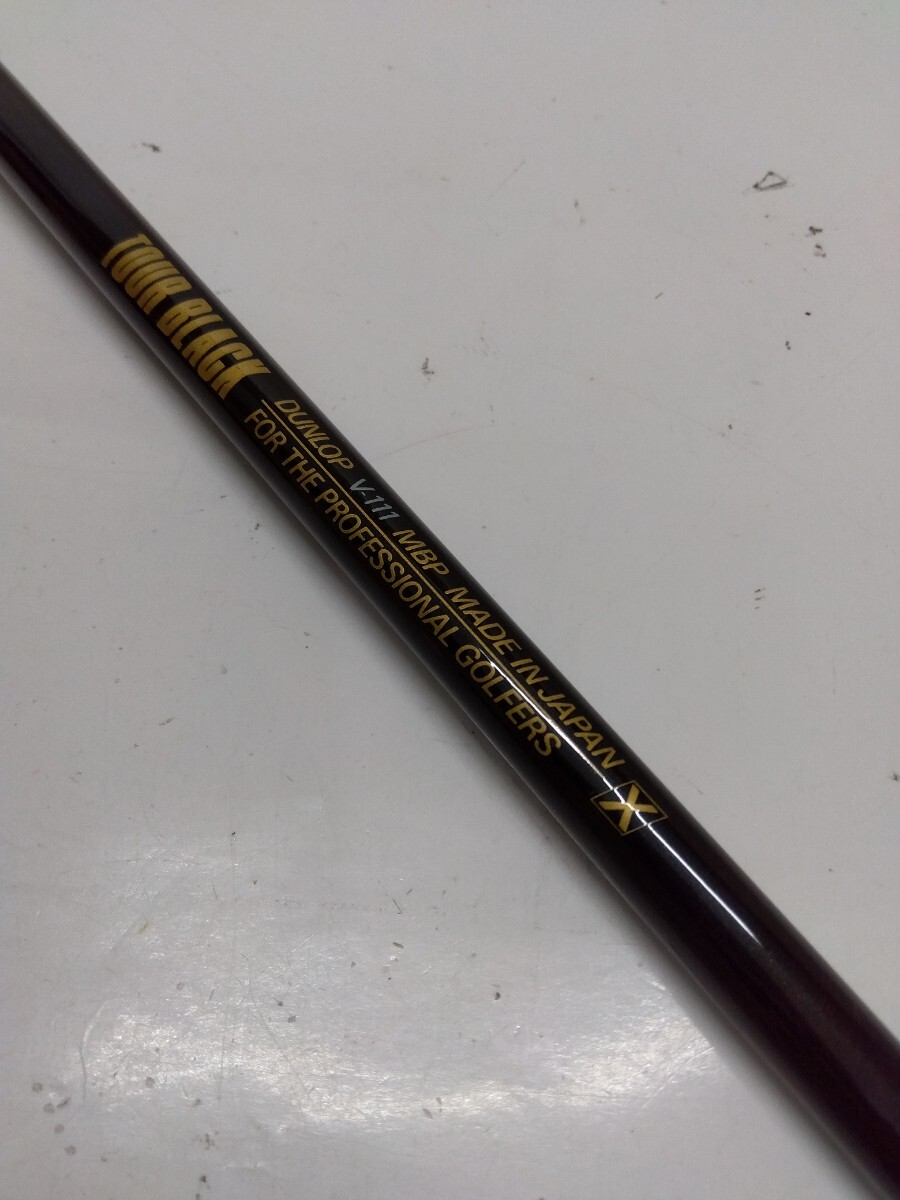 TOUR BLACK
DUNLOP V-111 MBP MADE IN JAPAN
FOR THE PROFESSIONAL GOLFERS
X